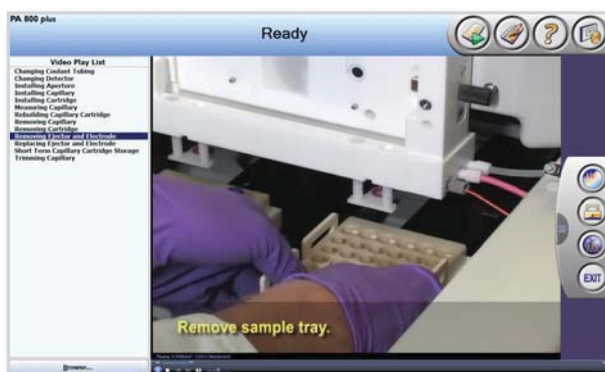 PA 800 plus
Ready
Video Play List
Changing Coolant Tubing
Changing Detector
Installing Aperture
Installing Capillary
Installing Cartridge
Measuring Capillary
Rebuilding Capillary Cartridge
Removing Capillary
Removing Cartridge
Removing Ejector and Electrode
Replacing Ejector and Electrode
Short Term Capillary Cartridge Storage
Trimming Capillary
Remove sample tray.
EXIT
Browse...